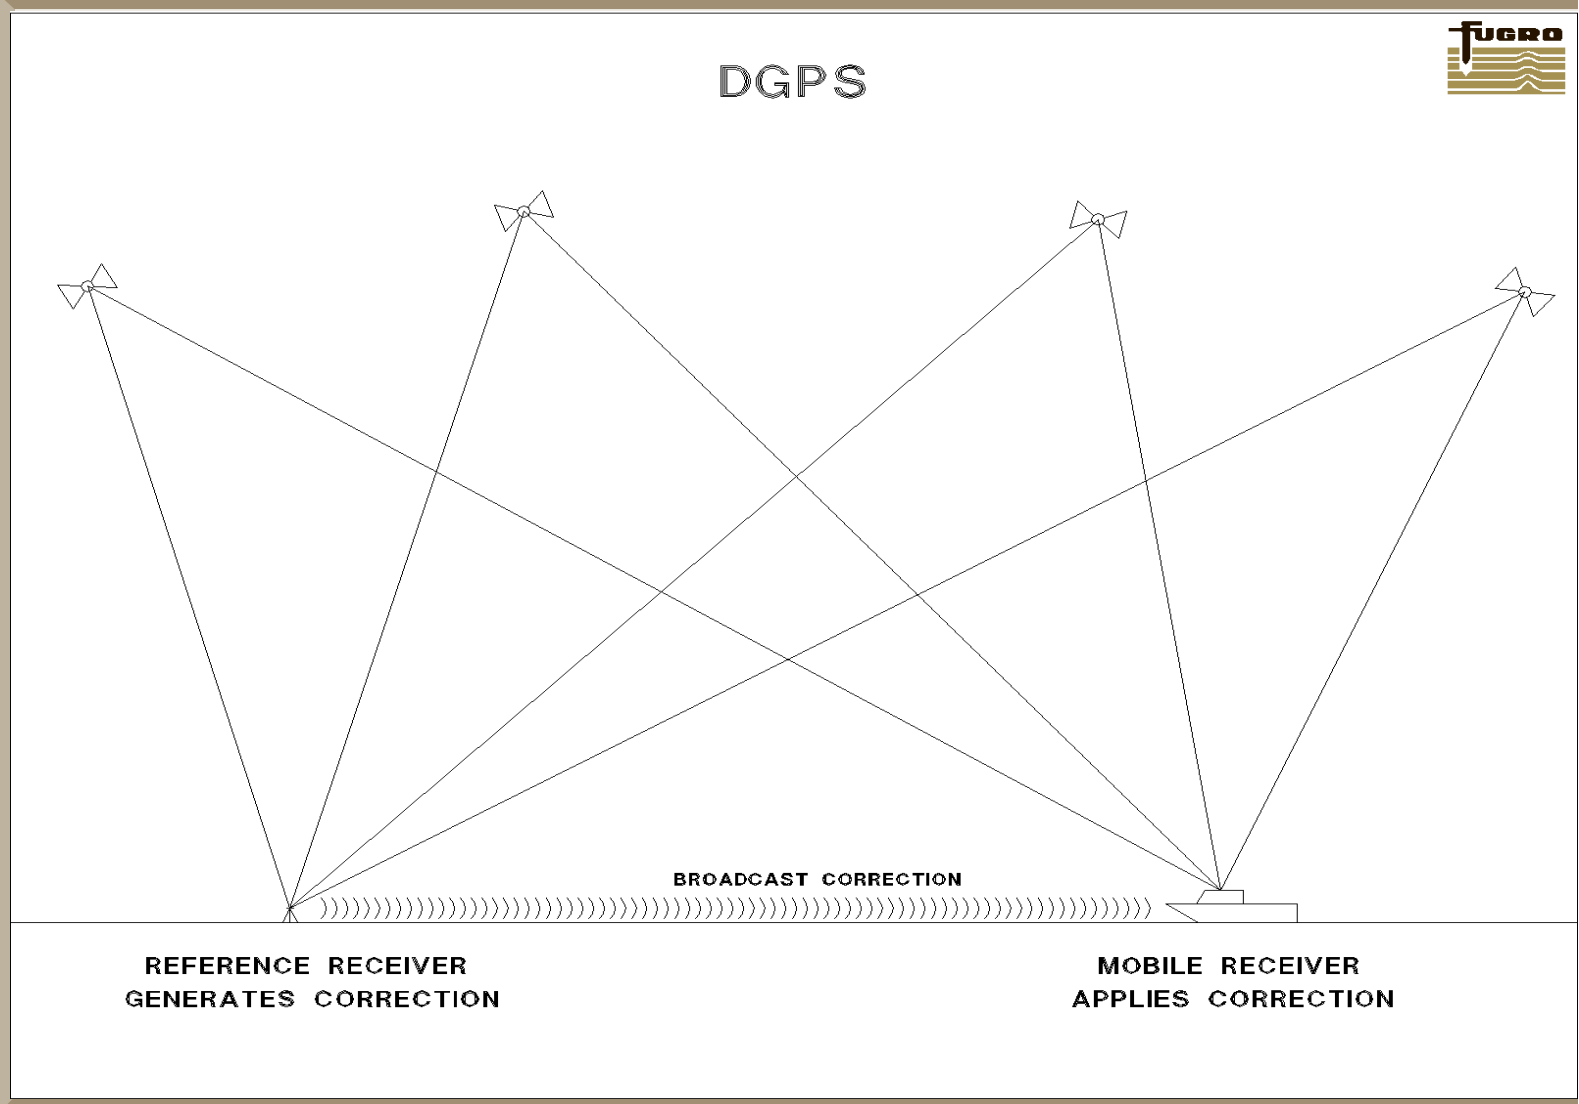 FUGRO
DGPS
BROADCAST CORRECTION
REFERENCE RECEIVER
GENERATES CORRECTION
MOBILE RECEIVER
APPLIES CORRECTION